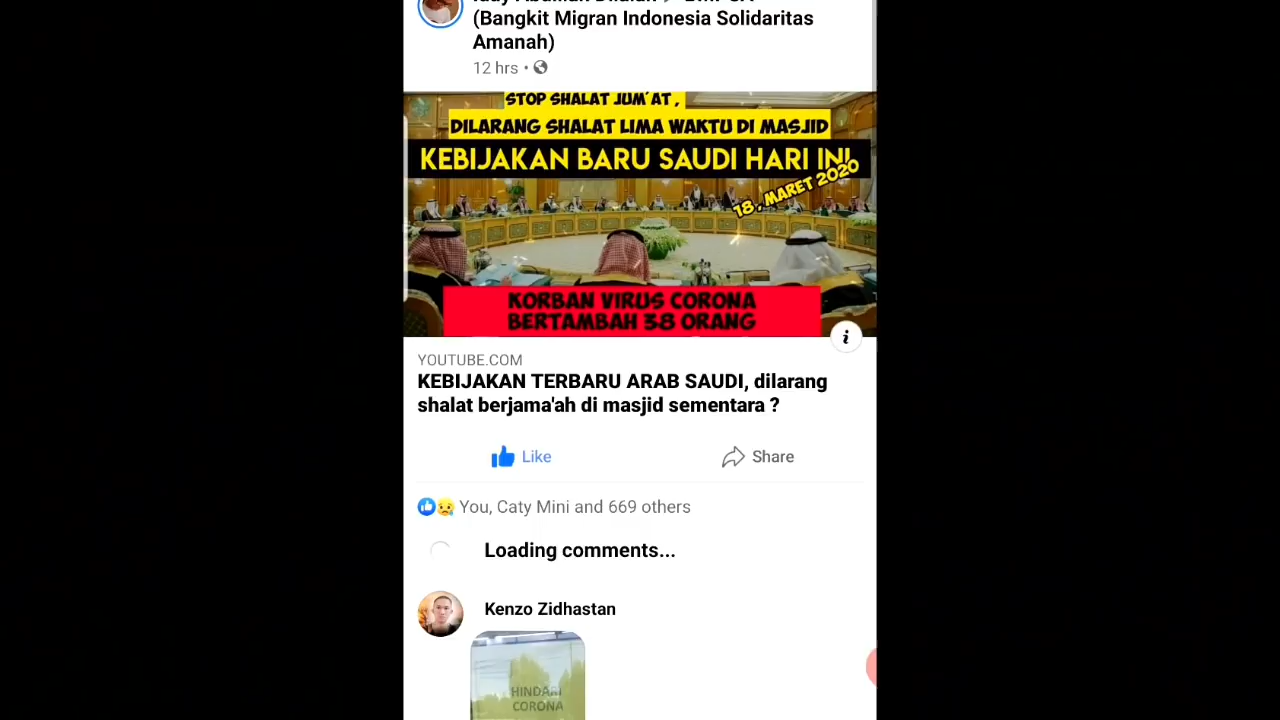 (Bangkit Migran Indonesia Solidaritas
Amanah)
12 hrs •
STOP SHALAT JUM'AT,
DILARANG SHALAT LIMA WAKTU DI MASJID
KEBIJAKAN BARU SAUDI HARI INI
18, MARET 2020
KORBAN VIRUS CORONA
BERTAMBAH 38 ORANG
i
YOUTUBE.COM
KEBIJAKAN TERBARU ARAB SAUDI, dilarang
shalat berjama'ah di masjid sementara ?
Like
Share
You, Caty Mini and 669 others
Loading comments...
Kenzo Zidhastan
HINDARI
CORONA